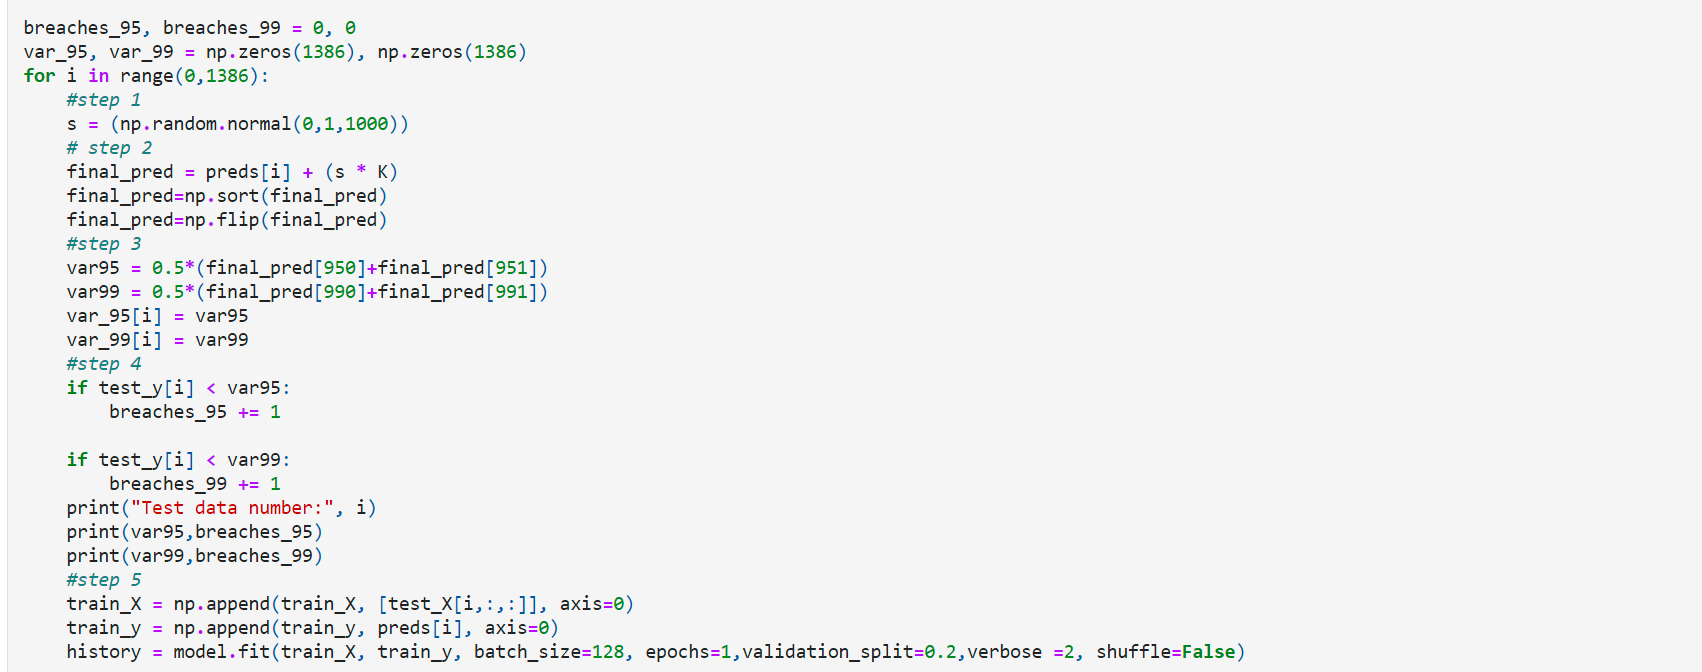 breaches_95, breaches_99 = 0, 0
var_95, var_99 = np.zeros(1386), np.zeros(1386)
for i in range(0,1386):
    #step 1
    s = (np.random.normal(0,1,1000))
    # step 2
    final_pred = preds[i] + (s * K)
    final_pred=np.sort(final_pred)
    final_pred=np.flip(final_pred)
    #step 3
    var95 = 0.5*(final_pred[950]+final_pred[951])
    var99 = 0.5*(final_pred[990]+final_pred[991])
    var_95[i] = var95
    var_99[i] = var99
    #step 4
    if test_y[i] < var95:
        breaches_95 += 1

    if test_y[i] < var99:
        breaches_99 += 1
    print("Test data number:", i)
    print(var95,breaches_95)
    print(var99,breaches_99)
    #step 5
    train_X = np.append(train_X, [test_X[i,:,:]], axis=0)
    train_y = np.append(train_y, preds[i], axis=0)
    history = model.fit(train_X, train_y, batch_size=128, epochs=1,validation_split=0.2,verbose =2, shuffle=False)